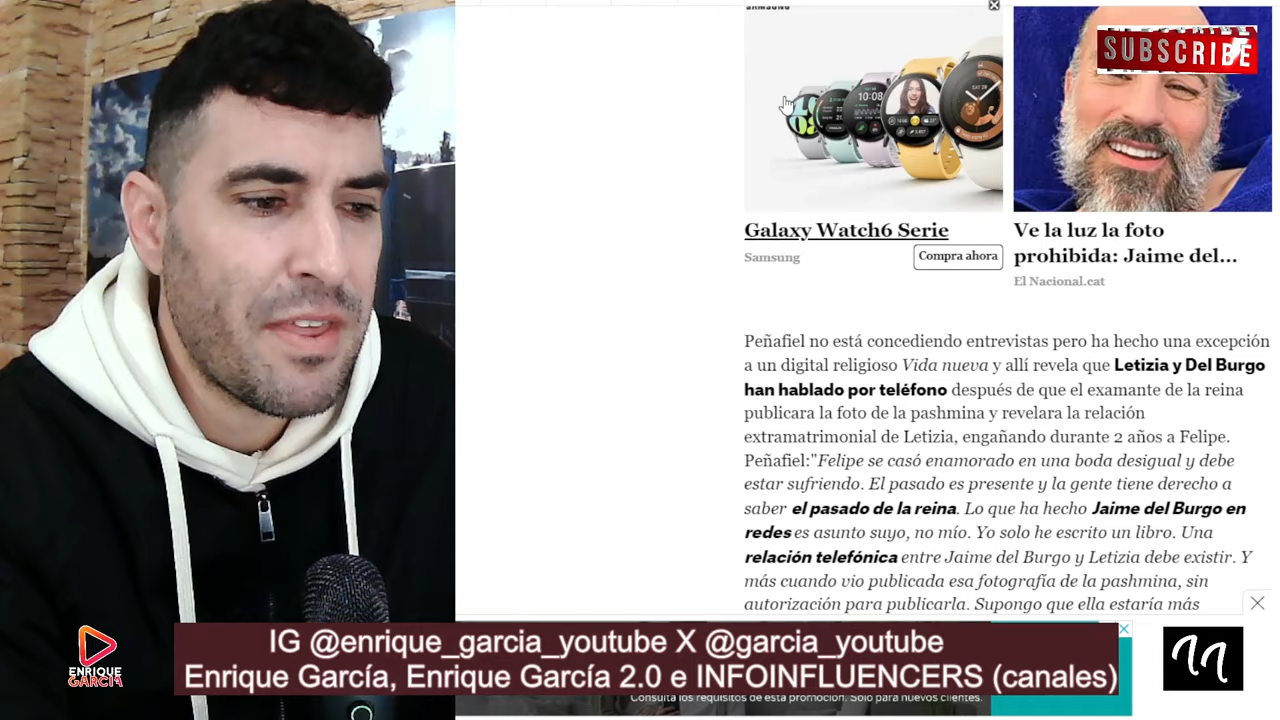 SAMSUNG
SUBSCRIBE
10:08
Galaxy Watch6 Serie
Samsung
Compra ahora
Ve la luz la foto
prohibida: Jaime del...
El Nacional.cat
Peñafiel no está concediendo entrevistas pero ha hecho una excepción
a un digital religioso Vida nueva y allí revela que Letizia y Del Burgo
han hablado por teléfono después de que el examante de la reina
publicara la foto de la pashmina y revelara la relación
extramatrimonial de Letizia, engañando durante 2 años a Felipe.
Peñafiel:"Felipe se casó enamorado en una boda desigual y debe
estar sufriendo. El pasado es presente y la gente tiene derecho a
saber el pasado de la reina. Lo que ha hecho Jaime del Burgo en
redes es asunto suyo, no mío. Yo solo he escrito un libro. Una
relación telefónica entre Jaime del Burgo y Letizia debe existir. Y
más cuando vio publicada esa fotografía de la pashmina, sin
autorización para publicarla. Supongo que ella estaría más
IG @enrique_garcia_youtube X @garcia_youtube
Enrique García, Enrique García 2.0 e INFOINFLUENCERS (canales)
Consulta los requisitos de esta promoción. Sólo para nuevos clientes.
ENRIQUE
GARCÍA